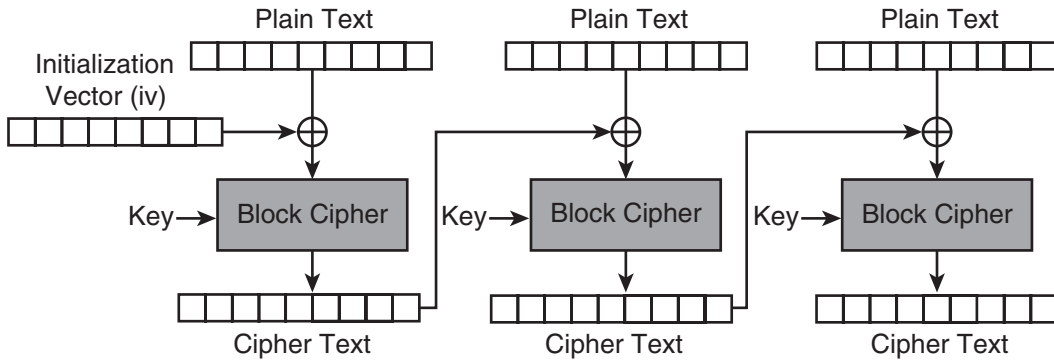 Plain Text
Plain Text
Plain Text
Initialization
Vector (iv)
Key
Block Cipher
Key
Block Cipher
Key
Block Cipher
Cipher Text
Cipher Text
Cipher Text